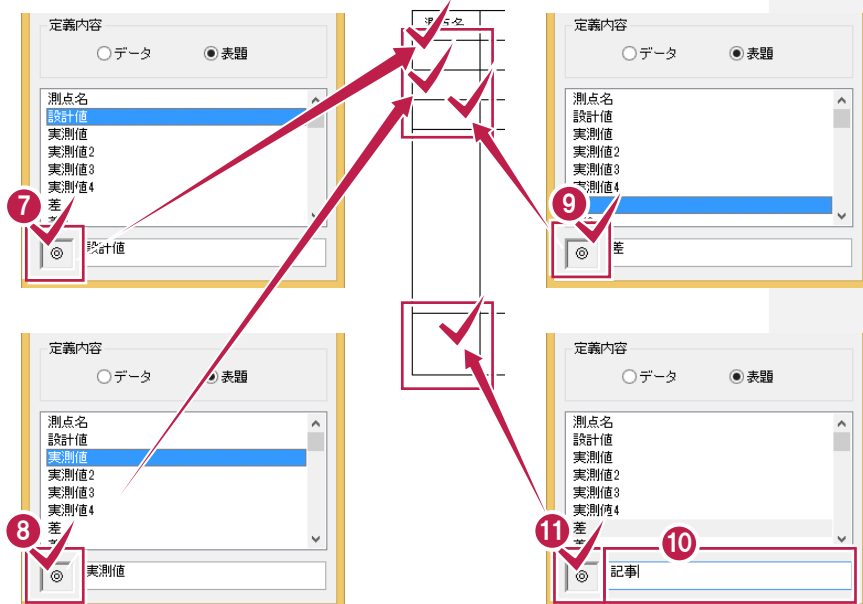 定義内容
データ
表題
測点名
設計値
実測値
実測値2
実測値3
実測値4
差
7
◎
設計値
測点名
定義内容
データ
表題
測点名
設計値
実測値
実測値2
実測値3
実測値4
9
◎
差
定義内容
データ
表題
測点名
設計値
実測値
実測値2
実測値3
実測値4
差
8
◎
実測値
定義内容
データ
表題
測点名
設計値
実測値
実測値2
実測値3
実測値4
差
11
10
◎
記事